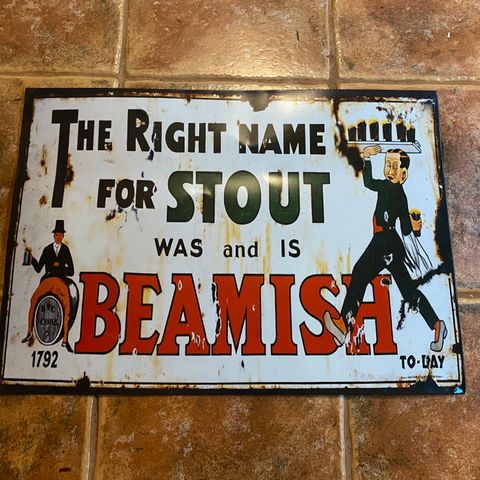 THE RIGHT NAME
FOR STOUT
WAS and IS
BEAMISH
1792
TO-DAY